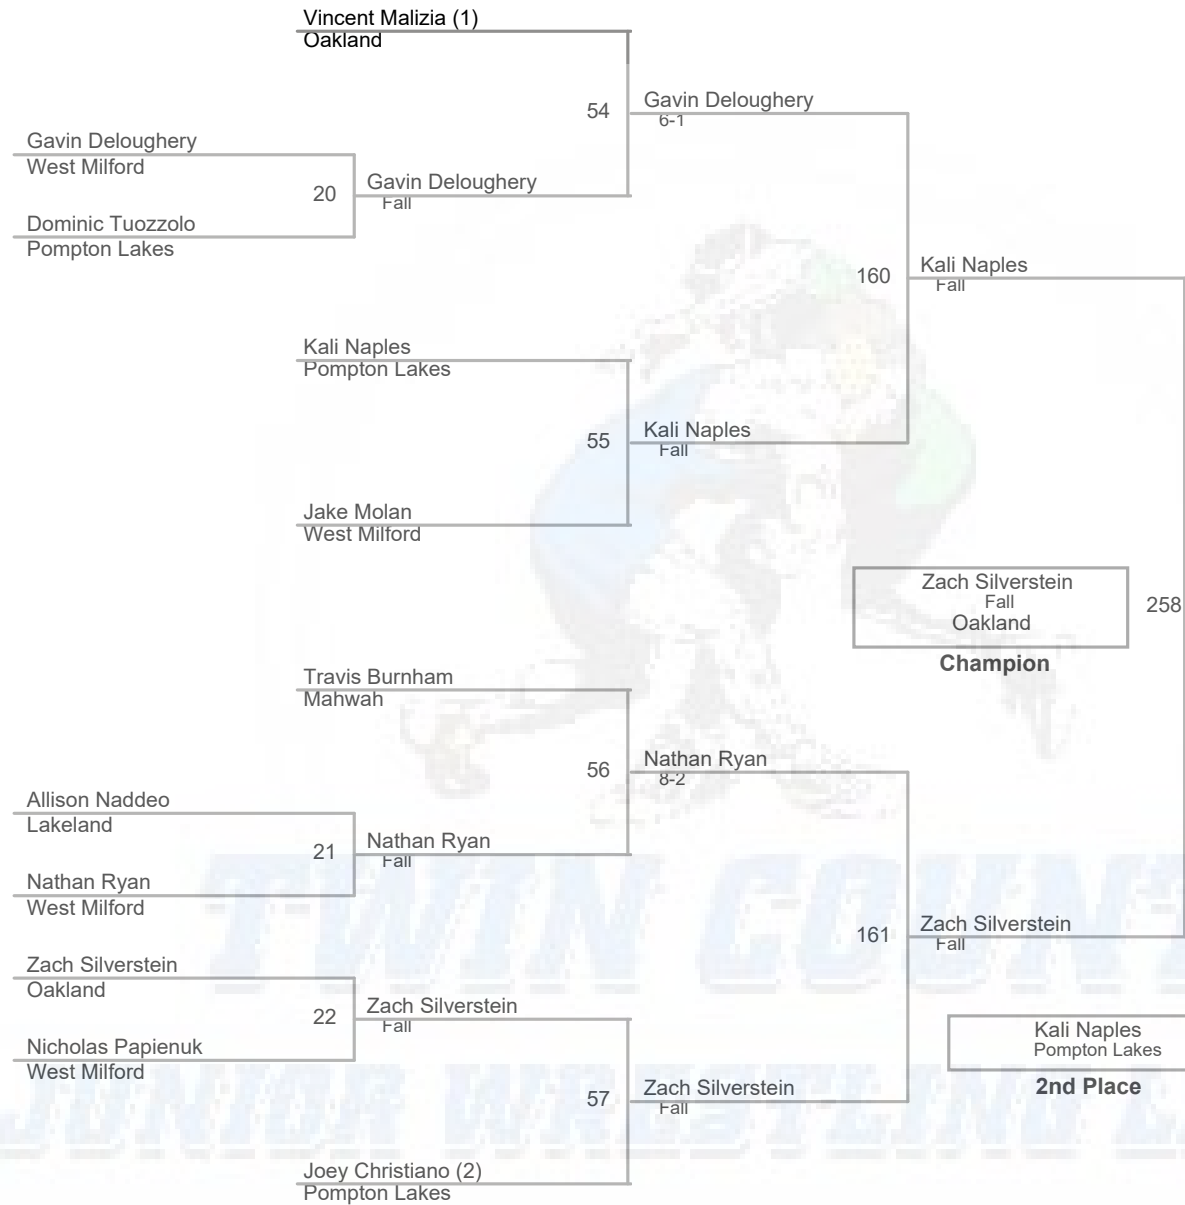 Vincent Malizia (1)
Oakland
54
Gavin Deloughery
6-1
Gavin Deloughery
West Milford
20
Gavin Deloughery
Fall
Dominic Tuozzolo
Pompton Lakes
160
Kali Naples
Fall
Kali Naples
Pompton Lakes
55
Kali Naples
Fall
Jake Molan
West Milford
Zach Silverstein
Fall
Oakland
258
Champion
Travis Burnham
Mahwah
56
Nathan Ryan
8-2
Allison Naddeo
Lakeland
21
Nathan Ryan
Fall
Nathan Ryan
West Milford
161
Zach Silverstein
Fall
Zach Silverstein
Oakland
22
Zach Silverstein
Fall
Nicholas Papienuk
West Milford
Kali Naples
Pompton Lakes
2nd Place
57
Zach Silverstein
Fall
Joey Christiano (2)
Pompton Lakes
TWIN COUN
JUNIOR WRESTLING